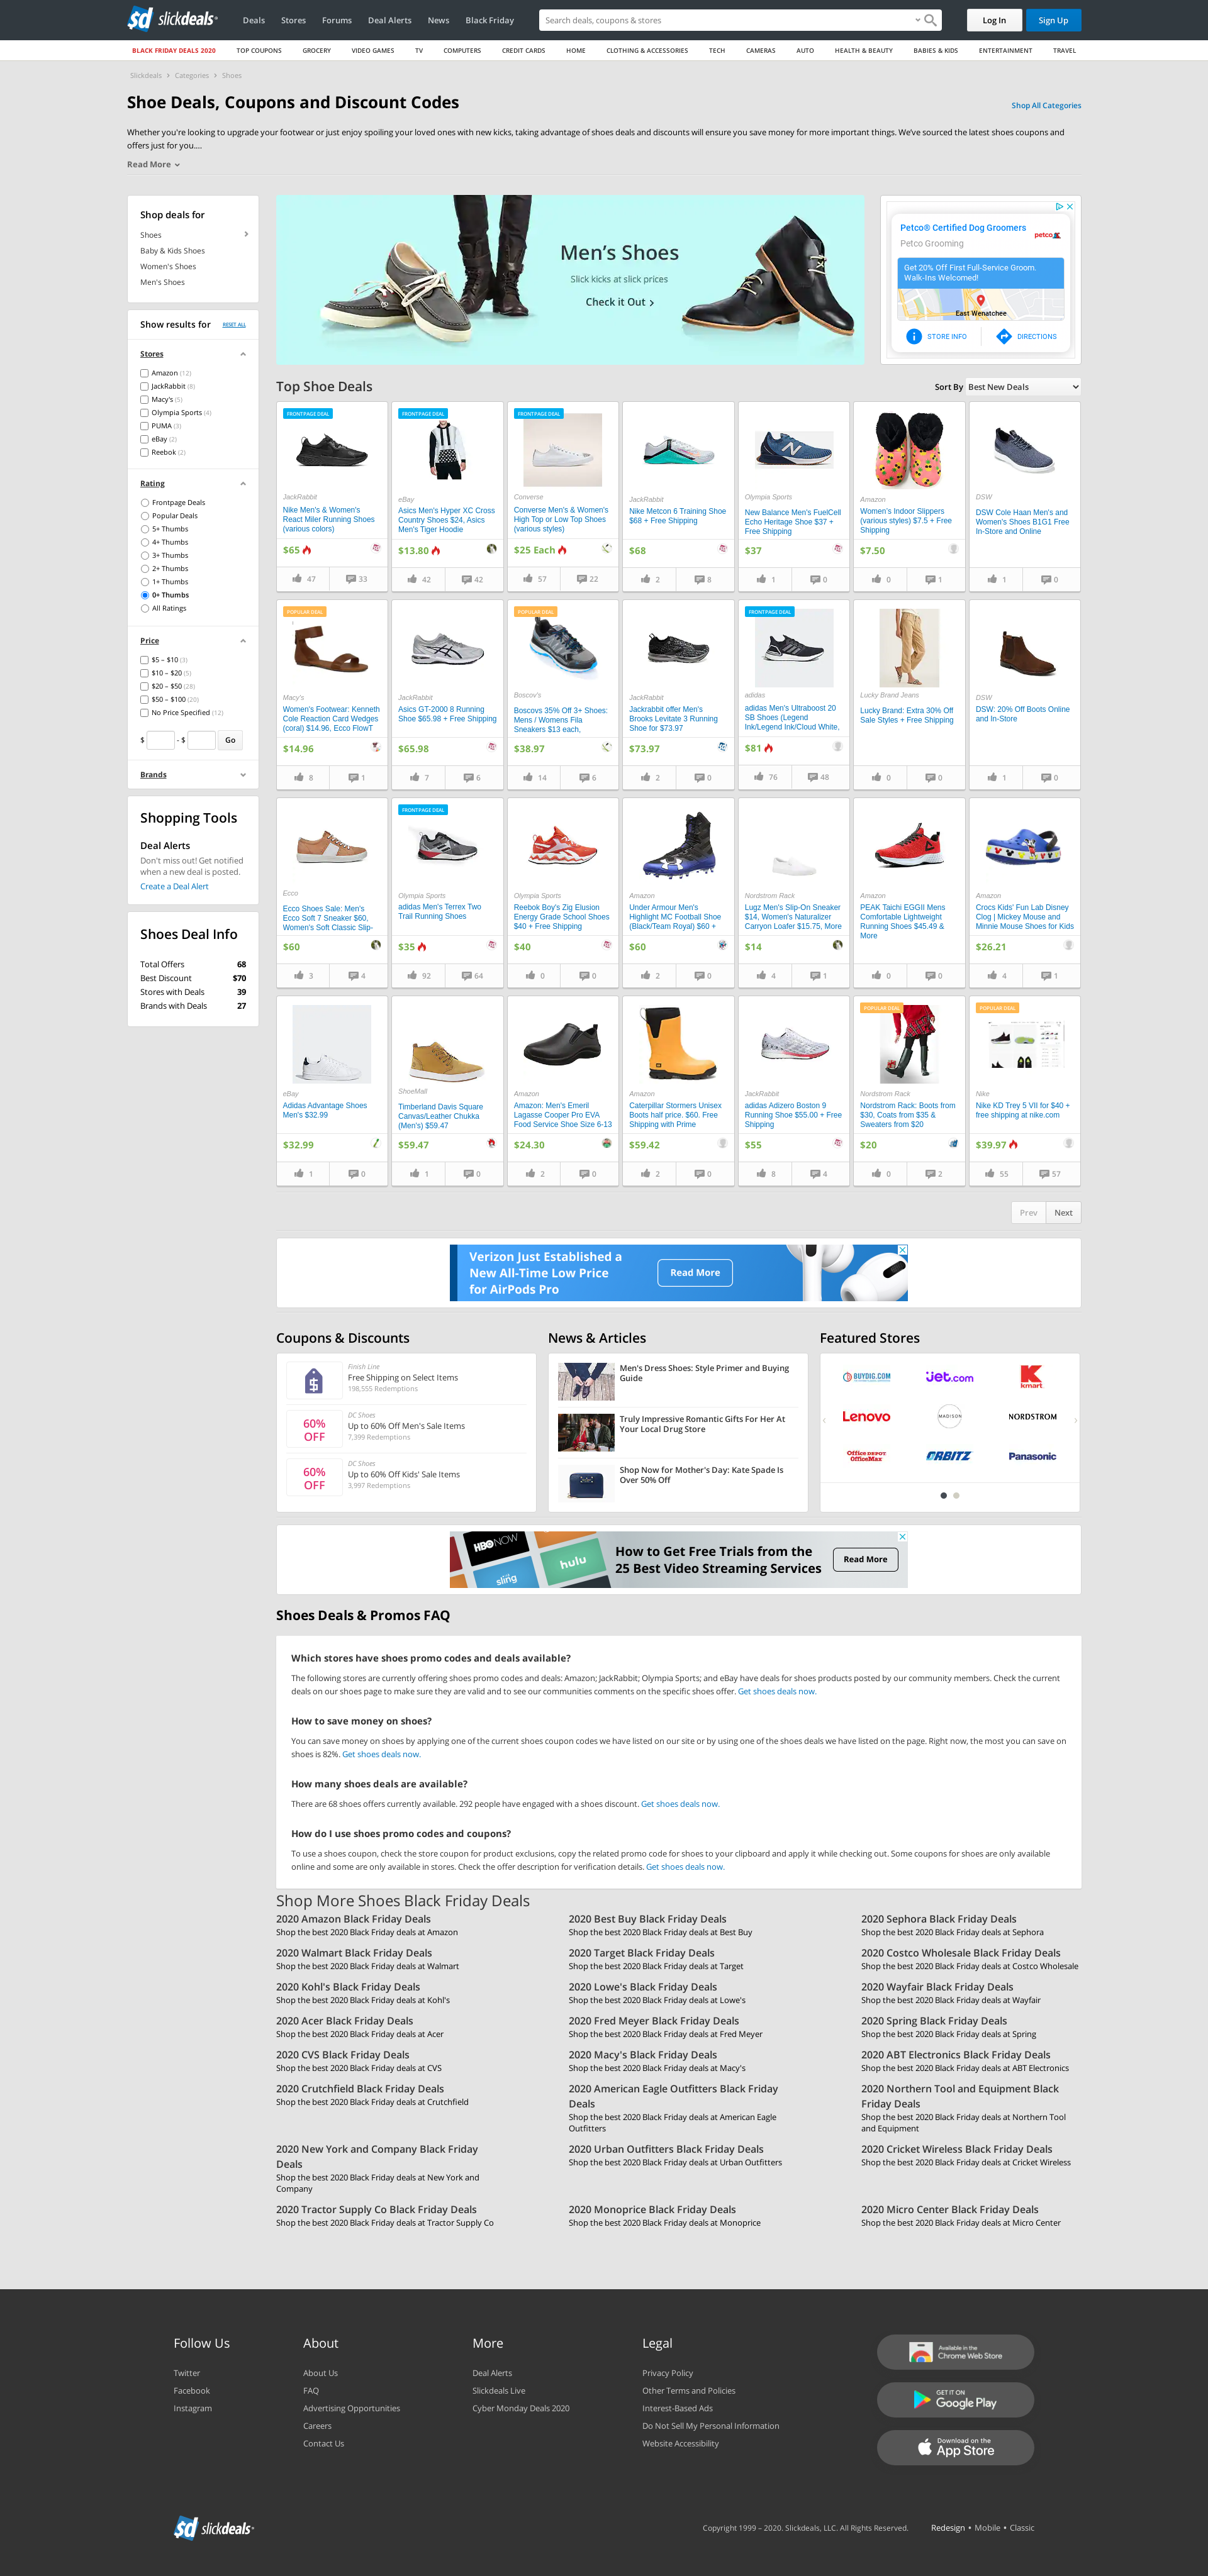 slickdeals
Deals
Stores
Forums
Deal Alerts
News
Black Friday
Search deals, coupons & stores
Log In
Sign Up
BLACK FRIDAY DEALS 2020
TOP COUPONS
GROCERY
VIDEO GAMES
TV
COMPUTERS
CREDIT CARDS
HOME
CLOTHING & ACCESSORIES
TECH
CAMERAS
AUTO
HEALTH & BEAUTY
BABIES & KIDS
ENTERTAINMENT
TRAVEL
Slickdeals › Categories › Shoes
Shoe Deals, Coupons and Discount Codes
Shop All Categories
Whether you're looking to upgrade your footwear or just enjoy spoiling your loved ones with new kicks, taking advantage of shoes deals and discounts will ensure you save money for more important things. We've sourced the latest shoes coupons and
offers just for you....
Read More
Shop deals for
Shoes
Baby & Kids Shoes
Women's Shoes
Men's Shoes
Show results for
RESET ALL
Stores
Amazon (12)
JackRabbit (8)
Macy's (5)
Olympia Sports (4)
PUMA (3)
eBay (2)
Reebok (2)
Rating
Frontpage Deals
Popular Deals
5+ Thumbs
4+ Thumbs
3+ Thumbs
2+ Thumbs
1+ Thumbs
0+ Thumbs
All Ratings
Price
$5 – $10 (3)
$10 – $20 (5)
$20 – $50 (28)
$50 – $100 (20)
No Price Specified (12)
$ - $ Go
Brands
Shopping Tools
Deal Alerts
Don't miss out! Get notified
when a new deal is posted.
Create a Deal Alert
Shoes Deal Info
Total Offers 68
Best Discount $70
Stores with Deals 39
Brands with Deals 27
Men's Shoes
Slick kicks at slick prices
Check it Out
Petco® Certified Dog Groomers
Petco Grooming
petco
Get 20% Off First Full-Service Groom.
Walk-Ins Welcomed!
East Wenatchee
STORE INFO
DIRECTIONS
Top Shoe Deals
Sort By Best New Deals
FRONTPAGE DEAL
JackRabbit
Nike Men's & Women's
React Miler Running Shoes
(various colors)
$65
47 33
FRONTPAGE DEAL
eBay
Asics Men's Hyper XC Cross
Country Shoes $24, Asics
Men's Tiger Hoodie
$13.80
42 42
FRONTPAGE DEAL
Converse
Converse Men's & Women's
High Top or Low Top Shoes
(various styles)
$25 Each
57 22
JackRabbit
Nike Metcon 6 Training Shoe
$68 + Free Shipping
$68
2 8
Olympia Sports
New Balance Men's FuelCell
Echo Heritage Shoe $37 +
Free Shipping
$37
1 0
Amazon
Women's Indoor Slippers
(various styles) $7.5 + Free
Shipping
$7.50
0 1
DSW
DSW Cole Haan Men's and
Women's Shoes B1G1 Free
In-Store and Online
1 0
POPULAR DEAL
Macy's
Women's Footwear: Kenneth
Cole Reaction Card Wedges
(coral) $14.96, Ecco FlowT
$14.96
8 1
JackRabbit
Asics GT-2000 8 Running
Shoe $65.98 + Free Shipping
$65.98
7 6
POPULAR DEAL
Boscov's
Boscovs 35% Off 3+ Shoes:
Mens / Womens Fila
Sneakers $13 each,
$38.97
14 6
JackRabbit
Jackrabbit offer Men's
Brooks Levitate 3 Running
Shoe for $73.97
$73.97
2 0
FRONTPAGE DEAL
adidas
adidas Men's Ultraboost 20
SB Shoes (Legend
Ink/Legend Ink/Cloud White,
$81
76 48
Lucky Brand Jeans
Lucky Brand: Extra 30% Off
Sale Styles + Free Shipping
0 0
DSW
DSW: 20% Off Boots Online
and In-Store
1 0
Ecco
Ecco Shoes Sale: Men's
Ecco Soft 7 Sneaker $60,
Women's Soft Classic Slip-
$60
3 4
FRONTPAGE DEAL
Olympia Sports
adidas Men's Terrex Two
Trail Running Shoes
$35
92 64
Olympia Sports
Reebok Boy's Zig Elusion
Energy Grade School Shoes
$40 + Free Shipping
$40
0 0
Amazon
Under Armour Men's
Highlight MC Football Shoe
(Black/Team Royal) $60 +
$60
2 0
Nordstrom Rack
Lugz Men's Slip-On Sneaker
$14, Women's Naturalizer
Carryon Loafer $15.75, More
$14
4 1
Amazon
PEAK Taichi EGGII Mens
Comfortable Lightweight
Running Shoes $45.49 &
More
0 0
Amazon
Crocs Kids' Fun Lab Disney
Clog | Mickey Mouse and
Minnie Mouse Shoes for Kids
$26.21
4 1
eBay
Adidas Advantage Shoes
Men's $32.99
$32.99
1 0
ShoeMall
Timberland Davis Square
Canvas/Leather Chukka
(Men's) $59.47
$59.47
1 0
Amazon
Amazon: Men's Emeril
Lagasse Cooper Pro EVA
Food Service Shoe Size 6-13
$24.30
2 0
Amazon
Caterpillar Stormers Unisex
Boots half price. $60. Free
Shipping with Prime
$59.42
2 0
JackRabbit
adidas Adizero Boston 9
Running Shoe $55.00 + Free
Shipping
$55
8 4
POPULAR DEAL
Nordstrom Rack
Nordstrom Rack: Boots from
$30, Coats from $35 &
Sweaters from $20
$20
0 2
POPULAR DEAL
Nike
Nike KD Trey 5 VII for $40 +
free shipping at nike.com
$39.97
55 57
Prev Next
Verizon Just Established a
New All-Time Low Price
for AirPods Pro
Read More
Coupons & Discounts
Finish Line
Free Shipping on Select Items
198,555 Redemptions
60% OFF
DC Shoes
Up to 60% Off Men's Sale Items
7,399 Redemptions
60% OFF
DC Shoes
Up to 60% Off Kids' Sale Items
3,997 Redemptions
News & Articles
Men's Dress Shoes: Style Primer and Buying
Guide
Truly Impressive Romantic Gifts For Her At
Your Local Drug Store
Shop Now for Mother's Day: Kate Spade Is
Over 50% Off
Featured Stores
BUYDIG.COM
jet.com
kmart
Lenovo
MADISON
NORDSTROM
Office DEPOT OfficeMax
ORBITZ
Panasonic
HBO NOW
sling
hulu
How to Get Free Trials from the
25 Best Video Streaming Services
Read More
Shoes Deals & Promos FAQ
Which stores have shoes promo codes and deals available?
The following stores are currently offering shoes promo codes and deals: Amazon; JackRabbit; Olympia Sports; and eBay have deals for shoes products posted by our community members. Check the current
deals on our shoes page to make sure they are valid and to see our communities comments on the specific shoes offer. Get shoes deals now.
How to save money on shoes?
You can save money on shoes by applying one of the current shoes coupon codes we have listed on our site or by using one of the shoes deals we have listed on the page. Right now, the most you can save on
shoes is 82%. Get shoes deals now.
How many shoes deals are available?
There are 68 shoes offers currently available. 292 people have engaged with a shoes discount. Get shoes deals now.
How do I use shoes promo codes and coupons?
To use a shoes coupon, check the store coupon for product exclusions, copy the related promo code for shoes to your clipboard and apply it while checking out. Some coupons for shoes are only available
online and some are only available in stores. Check the offer description for verification details. Get shoes deals now.
Shop More Shoes Black Friday Deals
2020 Amazon Black Friday Deals
Shop the best 2020 Black Friday deals at Amazon
2020 Best Buy Black Friday Deals
Shop the best 2020 Black Friday deals at Best Buy
2020 Sephora Black Friday Deals
Shop the best 2020 Black Friday deals at Sephora
2020 Walmart Black Friday Deals
Shop the best 2020 Black Friday deals at Walmart
2020 Target Black Friday Deals
Shop the best 2020 Black Friday deals at Target
2020 Costco Wholesale Black Friday Deals
Shop the best 2020 Black Friday deals at Costco Wholesale
2020 Kohl's Black Friday Deals
Shop the best 2020 Black Friday deals at Kohl's
2020 Lowe's Black Friday Deals
Shop the best 2020 Black Friday deals at Lowe's
2020 Wayfair Black Friday Deals
Shop the best 2020 Black Friday deals at Wayfair
2020 Acer Black Friday Deals
Shop the best 2020 Black Friday deals at Acer
2020 Fred Meyer Black Friday Deals
Shop the best 2020 Black Friday deals at Fred Meyer
2020 Spring Black Friday Deals
Shop the best 2020 Black Friday deals at Spring
2020 CVS Black Friday Deals
Shop the best 2020 Black Friday deals at CVS
2020 Macy's Black Friday Deals
Shop the best 2020 Black Friday deals at Macy's
2020 ABT Electronics Black Friday Deals
Shop the best 2020 Black Friday deals at ABT Electronics
2020 Crutchfield Black Friday Deals
Shop the best 2020 Black Friday deals at Crutchfield
2020 American Eagle Outfitters Black Friday
Deals
Shop the best 2020 Black Friday deals at American Eagle
Outfitters
2020 Northern Tool and Equipment Black
Friday Deals
Shop the best 2020 Black Friday deals at Northern Tool
and Equipment
2020 New York and Company Black Friday
Deals
Shop the best 2020 Black Friday deals at New York and
Company
2020 Urban Outfitters Black Friday Deals
Shop the best 2020 Black Friday deals at Urban Outfitters
2020 Cricket Wireless Black Friday Deals
Shop the best 2020 Black Friday deals at Cricket Wireless
2020 Tractor Supply Co Black Friday Deals
Shop the best 2020 Black Friday deals at Tractor Supply Co
2020 Monoprice Black Friday Deals
Shop the best 2020 Black Friday deals at Monoprice
2020 Micro Center Black Friday Deals
Shop the best 2020 Black Friday deals at Micro Center
Follow Us
Twitter
Facebook
Instagram
About
About Us
FAQ
Advertising Opportunities
Careers
Contact Us
More
Deal Alerts
Slickdeals Live
Cyber Monday Deals 2020
Legal
Privacy Policy
Other Terms and Policies
Interest-Based Ads
Do Not Sell My Personal Information
Website Accessibility
Available in the
Chrome Web Store
GET IT ON
Google Play
Download on the
App Store
slickdeals
Copyright 1999 – 2020. Slickdeals, LLC. All Rights Reserved.
Redesign • Mobile • Classic